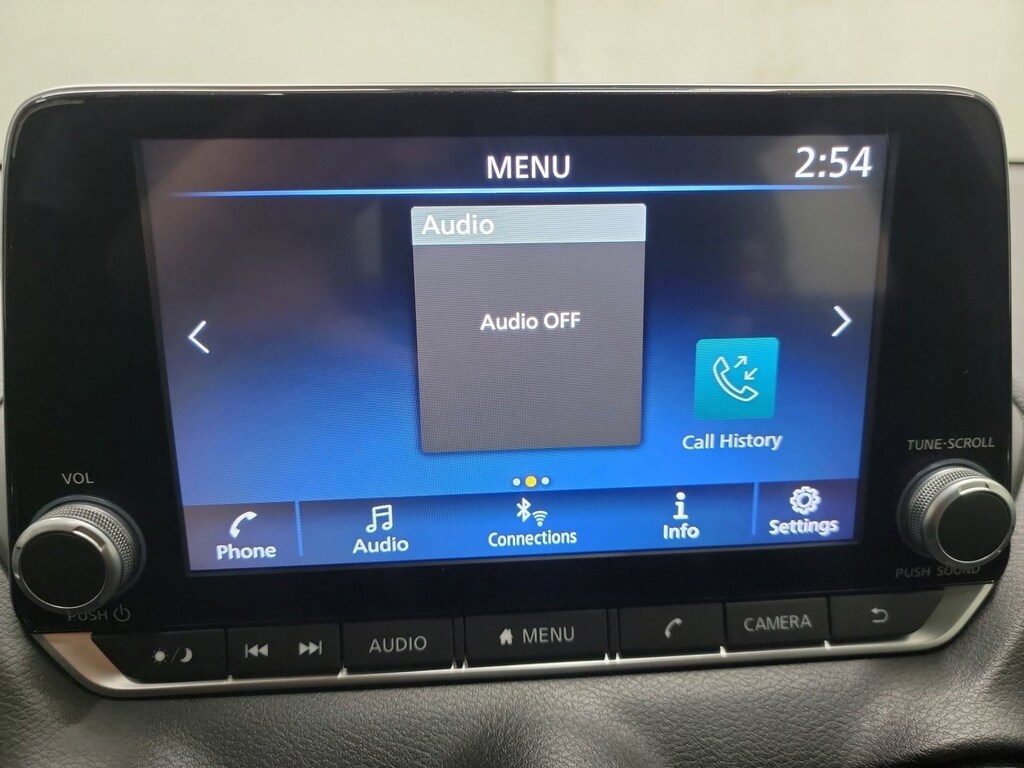 MENU
2:54
Audio
Audio OFF
Call History
VOL
TUNE·SCROLL
Phone
Audio
Connections
Info
Settings
PUSH
PUSH SOUND
AUDIO
MENU
CAMERA